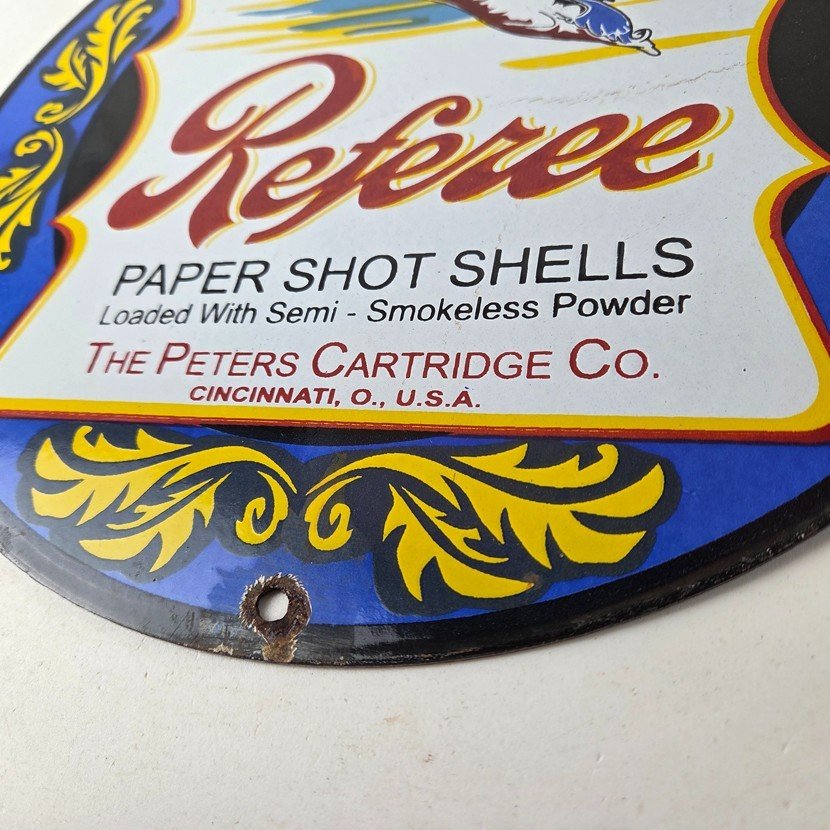 Referee
PAPER SHOT SHELLS
Loaded With Semi - Smokeless Powder
THE PETERS CARTRIDGE CO.
CINCINNATI, O., U.S.A.